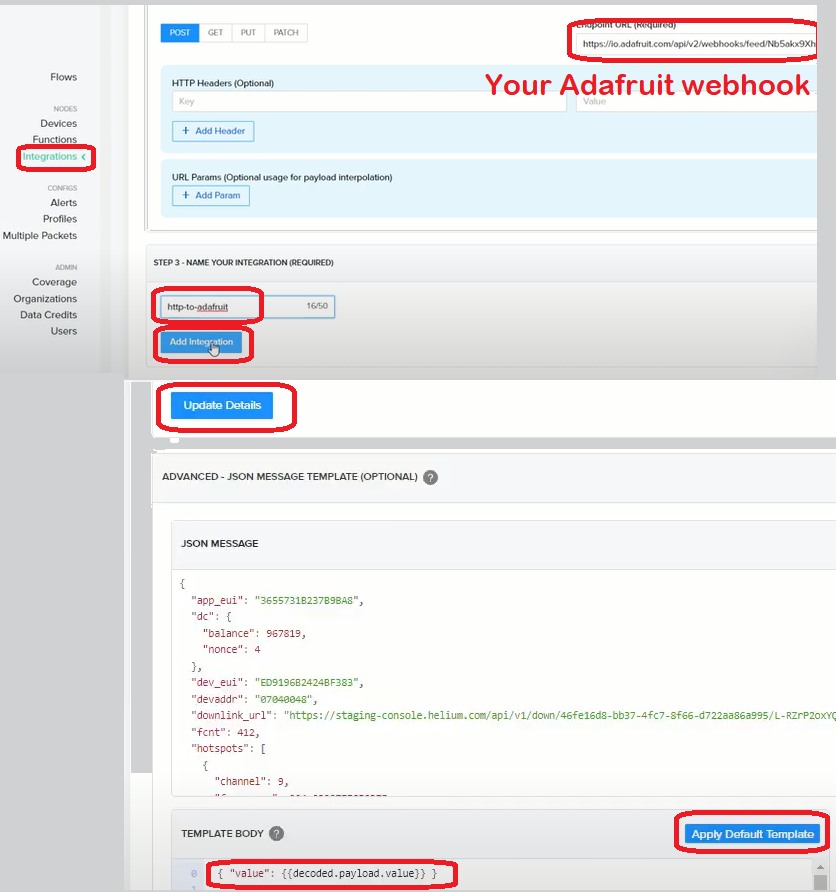 POST GET PUT PATCH
Endpoint URL (Required)
https://io.adafruit.com/api/v2/webhooks/feed/Nb5akx9Xh
Your Adafruit webhook
HTTP Headers (Optional)
Key
Value
+ Add Header
URL Params (Optional usage for payload interpolation)
+ Add Param
Flows
NODES
Devices
Functions
Integrations <
CONFIGS
Alerts
Profiles
Multiple Packets
ADMIN
Coverage
Organizations
Data Credits
Users
STEP 3 - NAME YOUR INTEGRATION (REQUIRED)
http-to-adafruit
16/50
Add Integration
Update Details
ADVANCED - JSON MESSAGE TEMPLATE (OPTIONAL) ?
JSON MESSAGE
{
"app_eui": "3655731B237B9BA8",
"dc": {
"balance": 967819,
"nonce": 4
},
"dev_eui": "ED9196B2424BF383",
"devaddr": "07040048",
"downlink_url": "https://staging-console.helium.com/api/v1/down/46fe16d8-bb37-4fc7-8f66-d722aa86a995/L-RZrP2oxYQ
"fcnt": 412,
"hotspots": [
{
"channel": 9,
TEMPLATE BODY ?
Apply Default Template
0 { "value": {{decoded.payload.value}} }
1